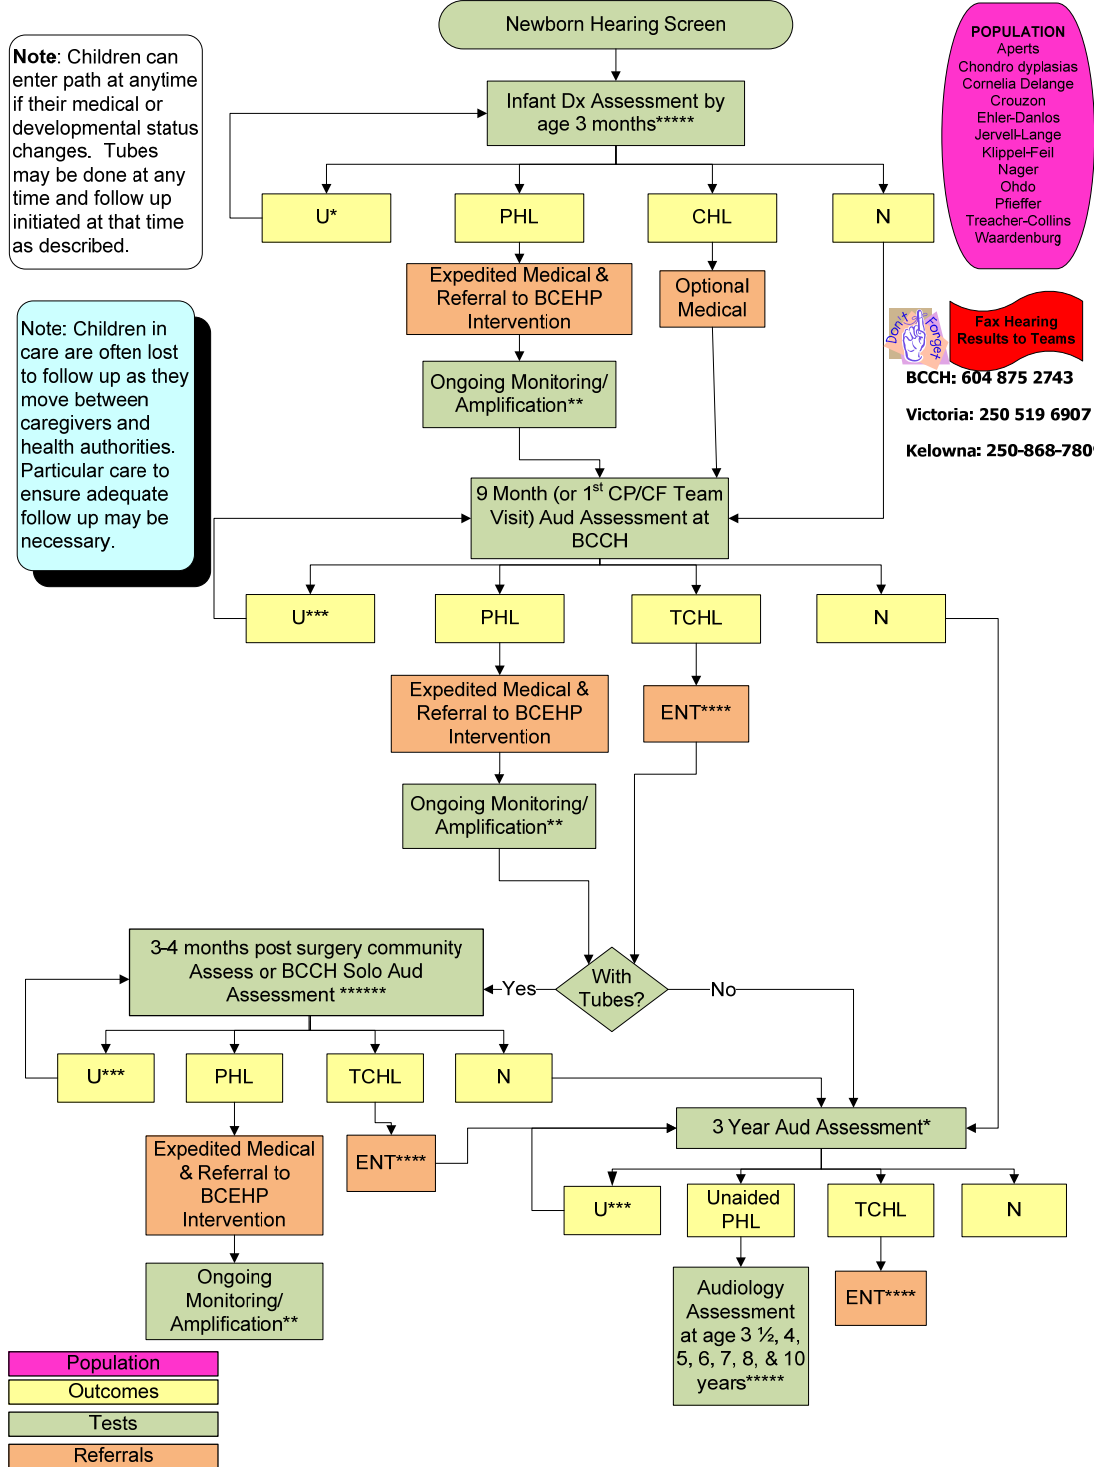 Newborn Hearing Screen
Note: Children can
enter path at anytime
if their medical or
developmental status
changes. Tubes
may be done at any
time and follow up
initiated at that time
as described.
POPULATION
Aperts
Chondro dyplasias
Cornelia Delange
Crouzon
Ehler-Danlos
Jervell-Lange
Klippel-Feil
Nager
Ohdo
Pfieffer
Treacher-Collins
Waardenburg
Infant Dx Assessment by
age 3 months*****
U*
PHL
CHL
N
Expedited Medical &
Referral to BCEHP
Intervention
Optional
Medical
Note: Children in
care are often lost
to follow up as they
move between
caregivers and
health authorities.
Particular care to
ensure adequate
follow up may be
necessary.
Don't
Forget
Fax Hearing
Results to Teams
BCCH: 604 875 2743
Victoria: 250 519 6907
Kelowna: 250-868-780
Ongoing Monitoring/
Amplification**
9 Month (or 1st CP/CF Team
Visit) Aud Assessment at
BCCH
U***
PHL
TCHL
N
Expedited Medical &
Referral to BCEHP
Intervention
ENT****
Ongoing Monitoring/
Amplification**
3-4 months post surgery community
Assess or BCCH Solo Aud
Assessment ******
With
Tubes?
Yes
No
U***
PHL
TCHL
N
3 Year Aud Assessment*
Expedited Medical
& Referral to
BCEHP
Intervention
ENT****
U***
Unaided
PHL
TCHL
N
Ongoing
Monitoring/
Amplification**
Audiology
Assessment
at age 3 ½, 4,
5, 6, 7, 8, & 10
years*****
ENT****
Population
Outcomes
Tests
Referrals